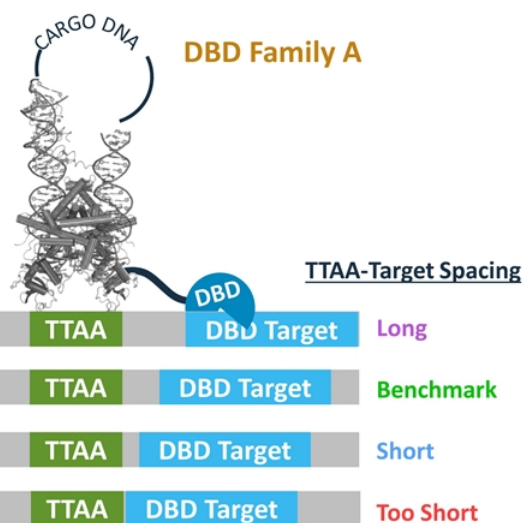 CARGO DNA
DBD Family A
TTAA-Target Spacing
DBD
TTAA DBD Target Long
TTAA DBD Target Benchmark
TTAA DBD Target Short
TTAA DBD Target Too Short